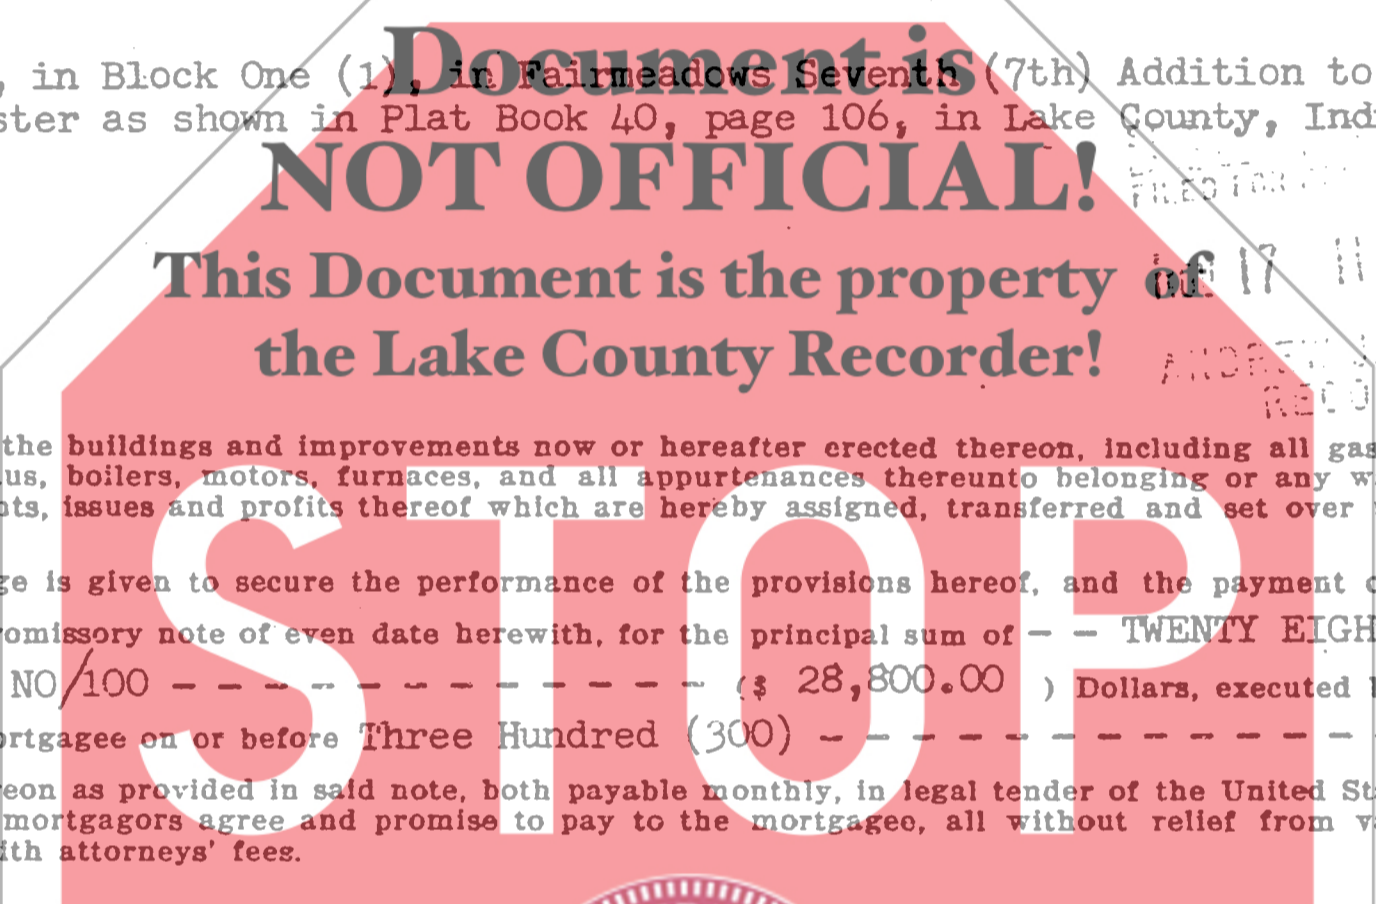 Document is
, in Block One (1), in Fairmeadows Seventh (7th) Addition to
ster as shown in Plat Book 40, page 106, in Lake County, Ind
NOT OFFICIAL!
FILED FOR
This Document is the property of
17 11
the Lake County Recorder!
RECO
the buildings and improvements now or hereafter erected thereon, including all gas
us, boilers, motors, furnaces, and all appurtenances thereunto belonging or any w
nts, issues and profits thereof which are hereby assigned, transferred and set over
STOP
ge is given to secure the performance of the provisions hereof, and the payment o
omissory note of even date herewith, for the principal sum of - - TWENTY EIGH
NO/100 - - - - - - - - - - - - ($ 28,800.00 ) Dollars, executed
ortgagee on or before Three Hundred (300) - - - - - - - - - - - -
eon as provided in said note, both payable monthly, in legal tender of the United St
mortgagors agree and promise to pay to the mortgagee, all without relief from v
ith attorneys' fees.